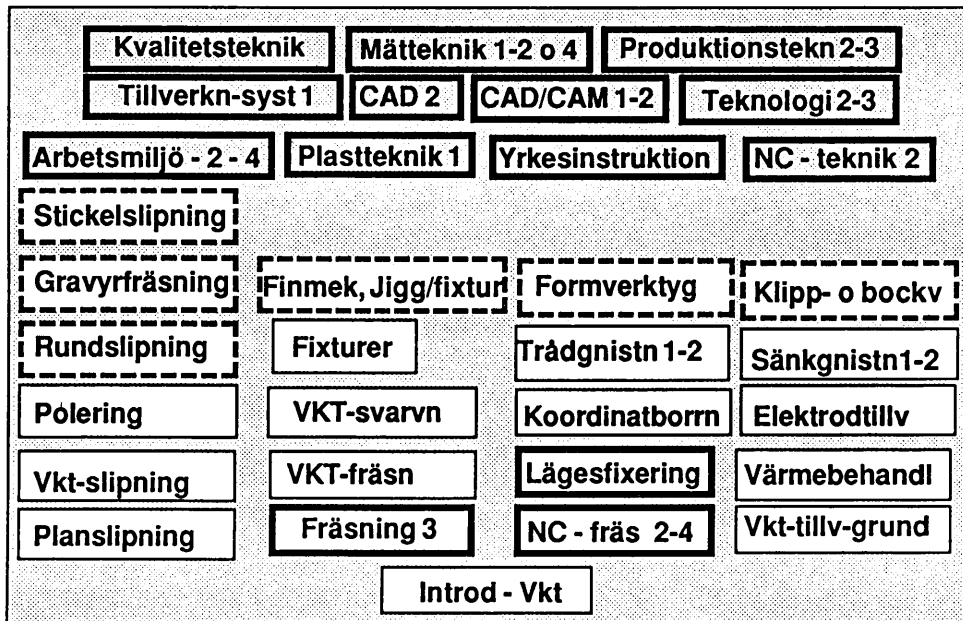 Kvalitetsteknik Mätteknik 1-2 o 4 Produktionstekn 2-3
Tillverkn-syst 1 CAD 2 CAD/CAM 1-2 Teknologi 2-3
Arbetsmiljö - 2 - 4 Plastteknik 1 Yrkesinstruktion NC - teknik 2
Stickelslipning
Gravyrfräsning Finmek, Jigg/fixtur Formverktyg Klipp- o bockv
Rundslipning Fixturer Trådgnistn 1-2 Sänkgnistn1-2
Polering VKT-svarvn Koordinatborrn Elektrodtillv
Vkt-slipning VKT-fräsn Lägesfixering Värmebehandl
Planslipning Fräsning 3 NC - fräs 2-4 Vkt-tillv-grund
Introd - Vkt